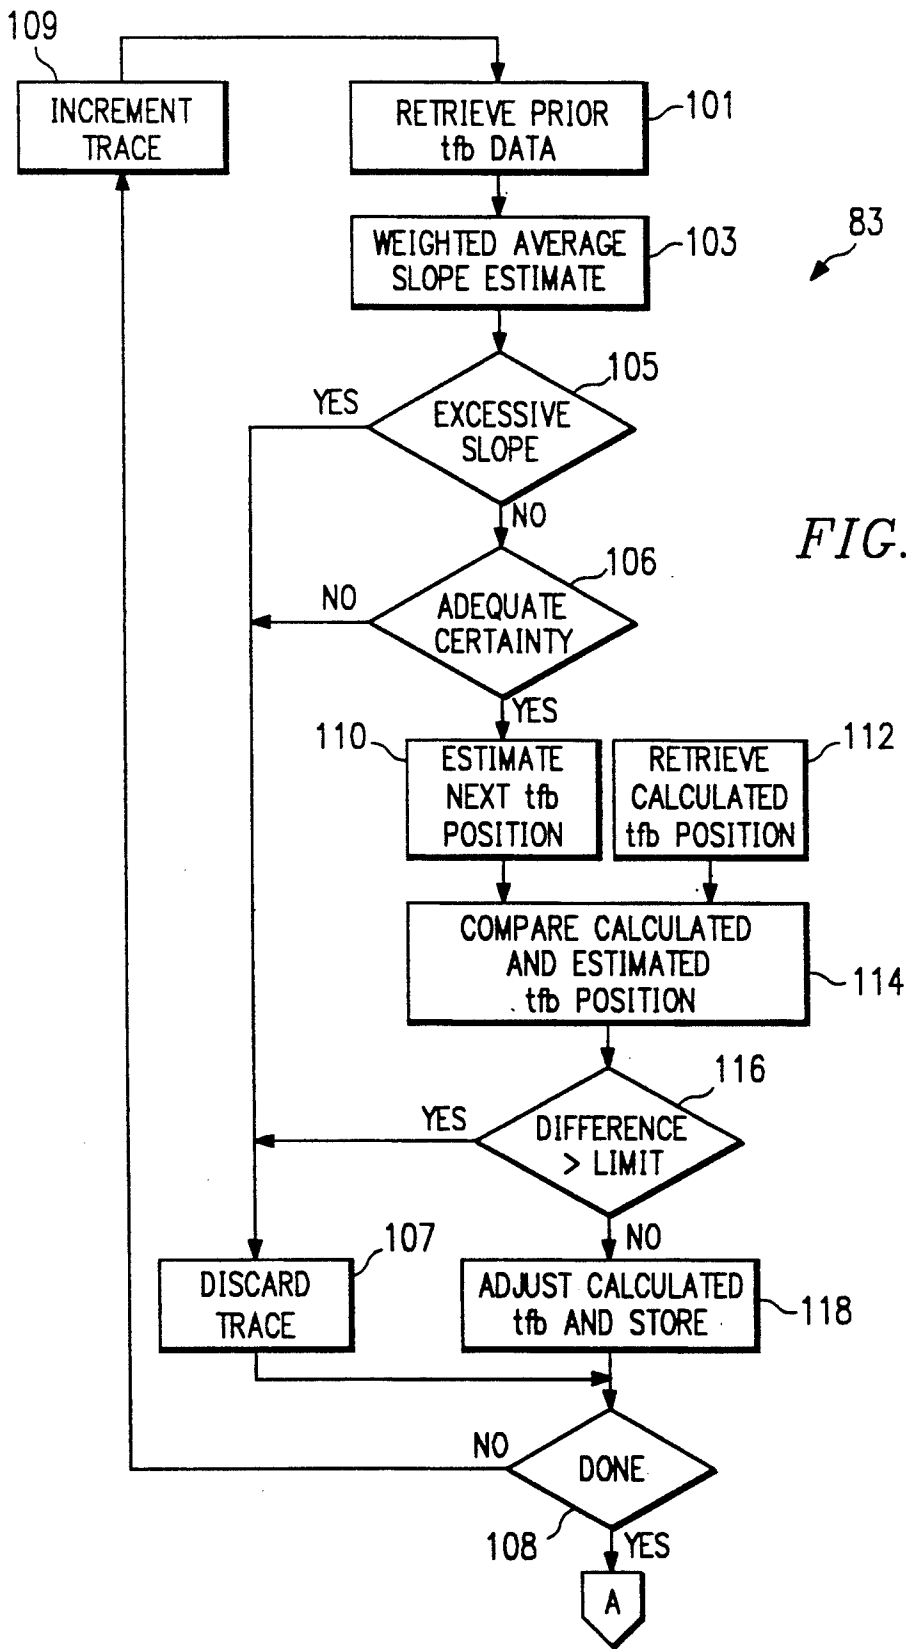 109
INCREMENT
TRACE
RETRIEVE PRIOR
tfb DATA
101
WEIGHTED AVERAGE
SLOPE ESTIMATE
103
83
105
YES
EXCESSIVE
SLOPE
NO
FIG.
106
NO
ADEQUATE
CERTAINTY
YES
110
ESTIMATE
NEXT tfb
POSITION
RETRIEVE
CALCULATED
tfb POSITION
112
COMPARE CALCULATED
AND ESTIMATED
tfb POSITION
114
116
YES
DIFFERENCE
> LIMIT
NO
107
DISCARD
TRACE
ADJUST CALCULATED
tfb AND STORE
118
NO
DONE
108
YES
A